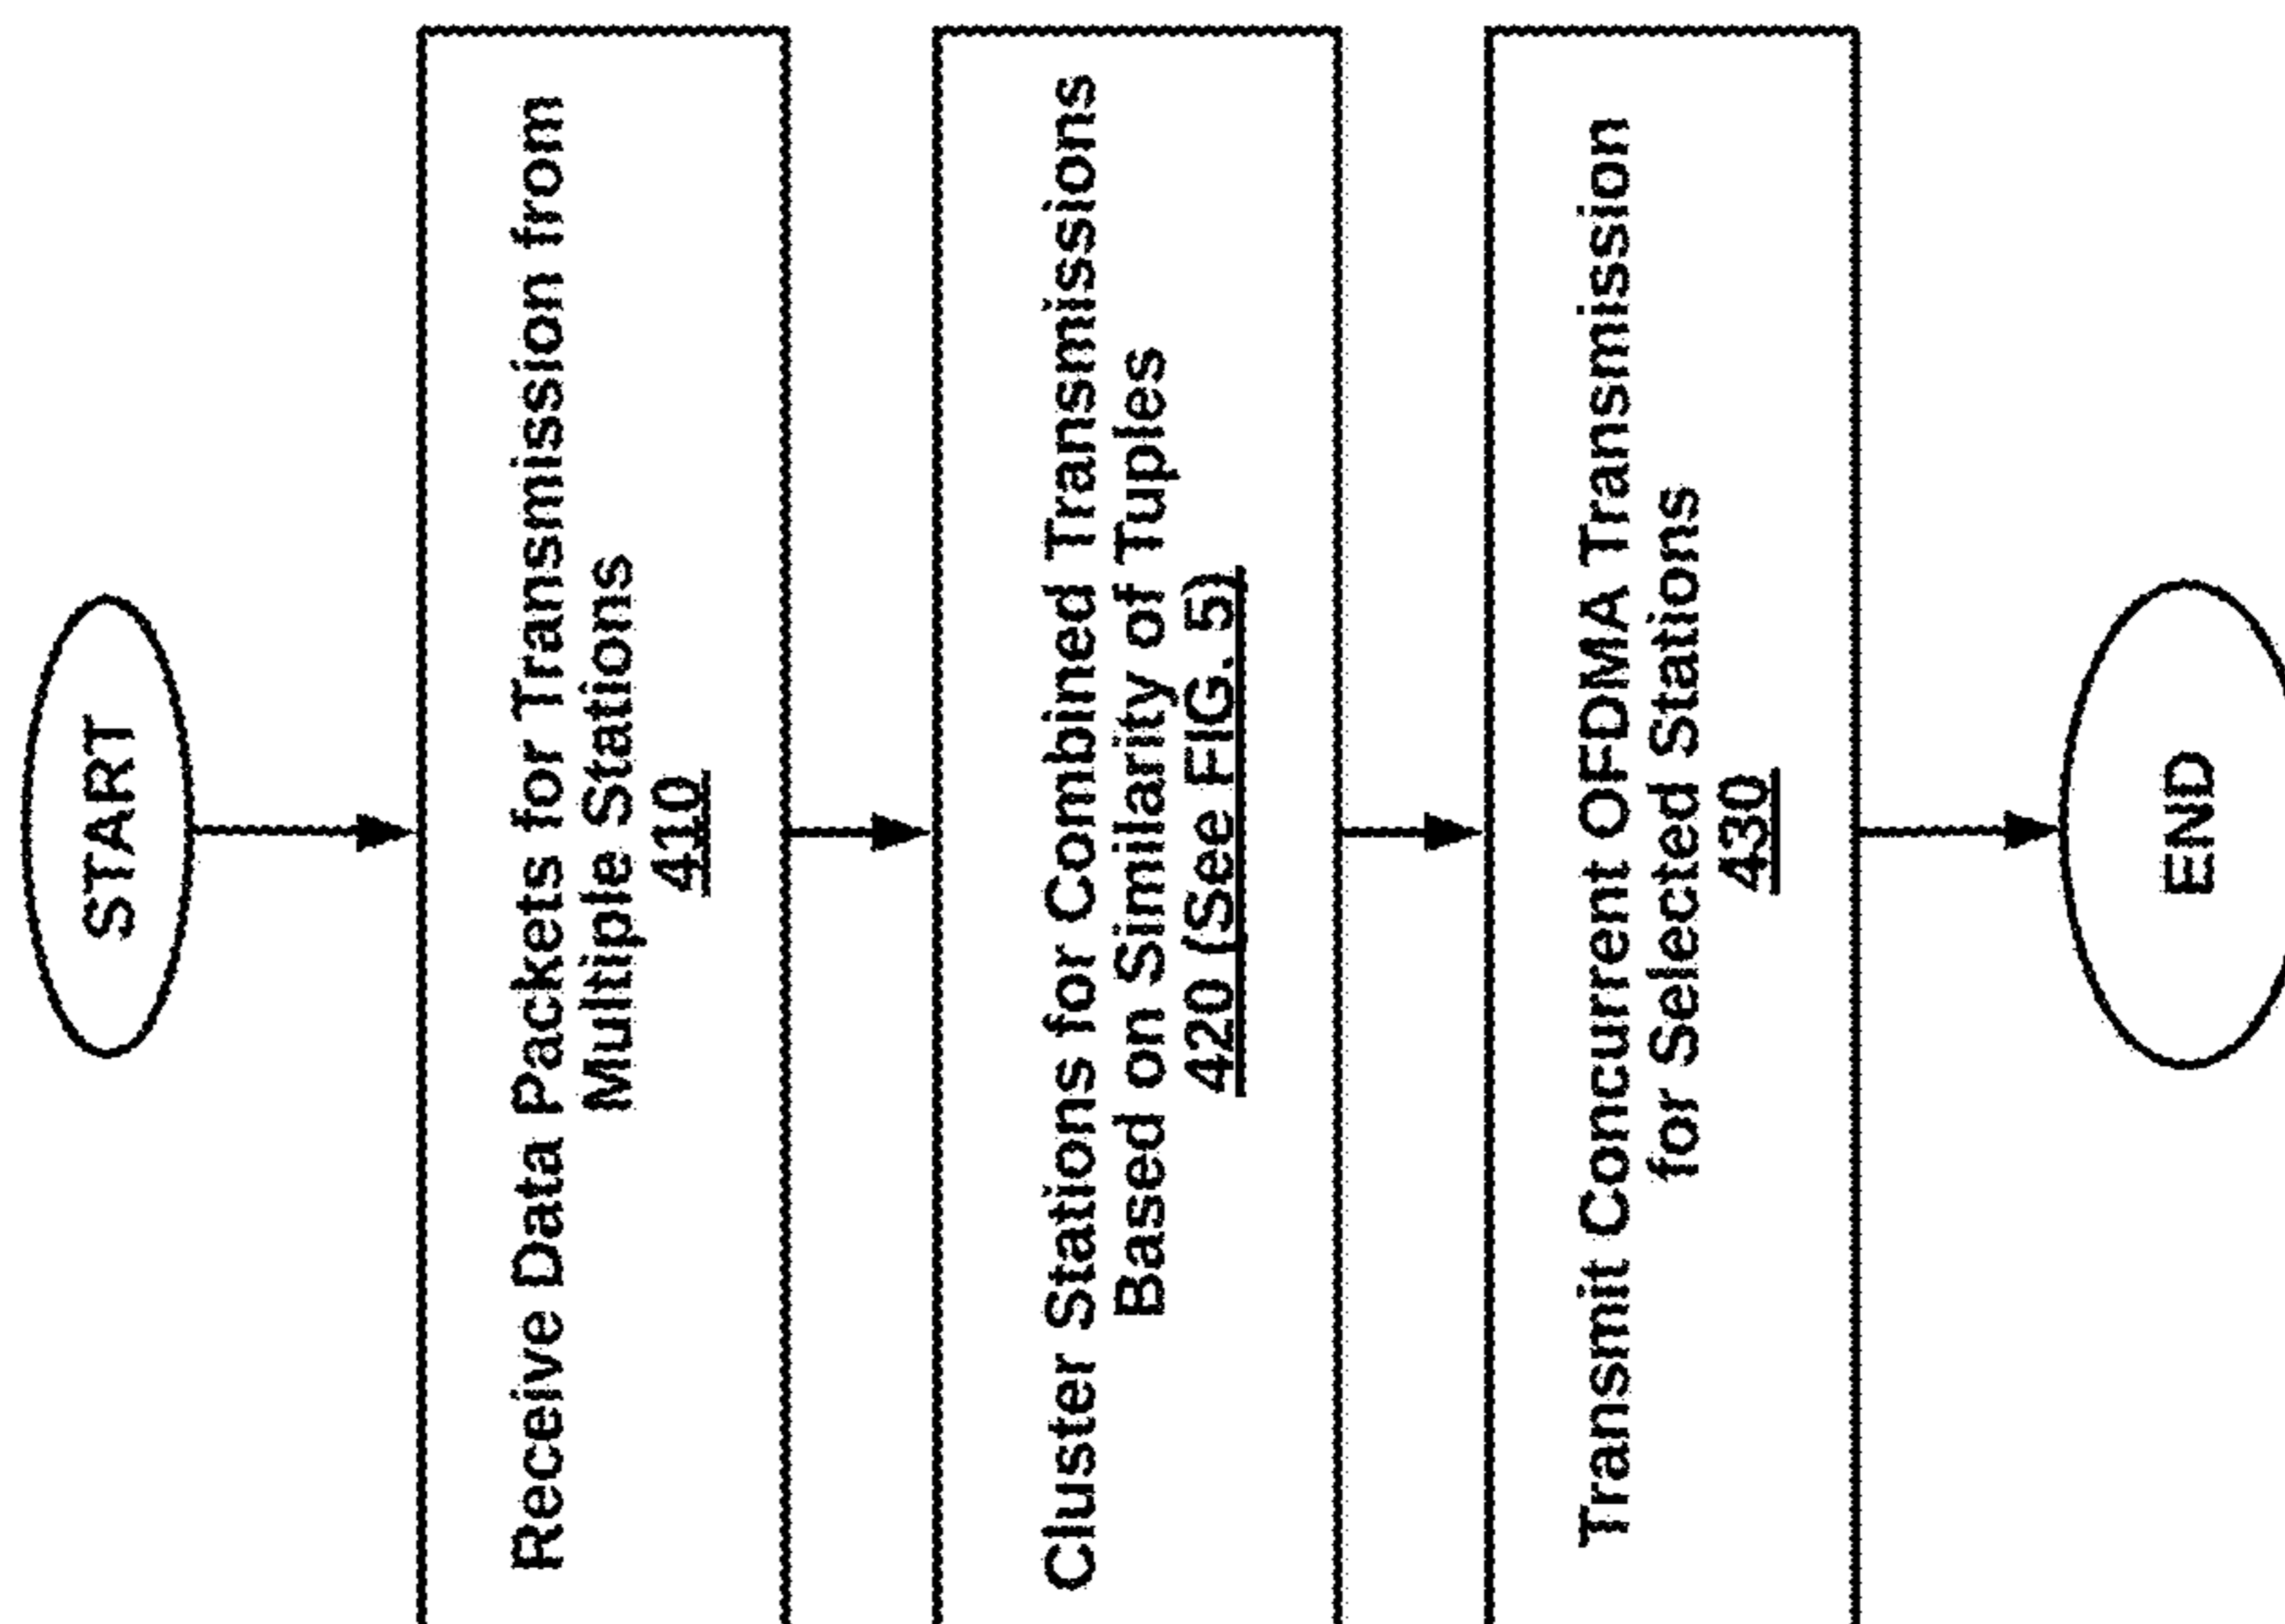 START
Receive Data Packets for Transmission from
Multiple Stations
410
Cluster Stations for Combined Transmissions
Based on Similarity of Tuples
420 (See FIG. 5)
Transmit Concurrent OFDMA Transmission
for Selected Stations
430
END